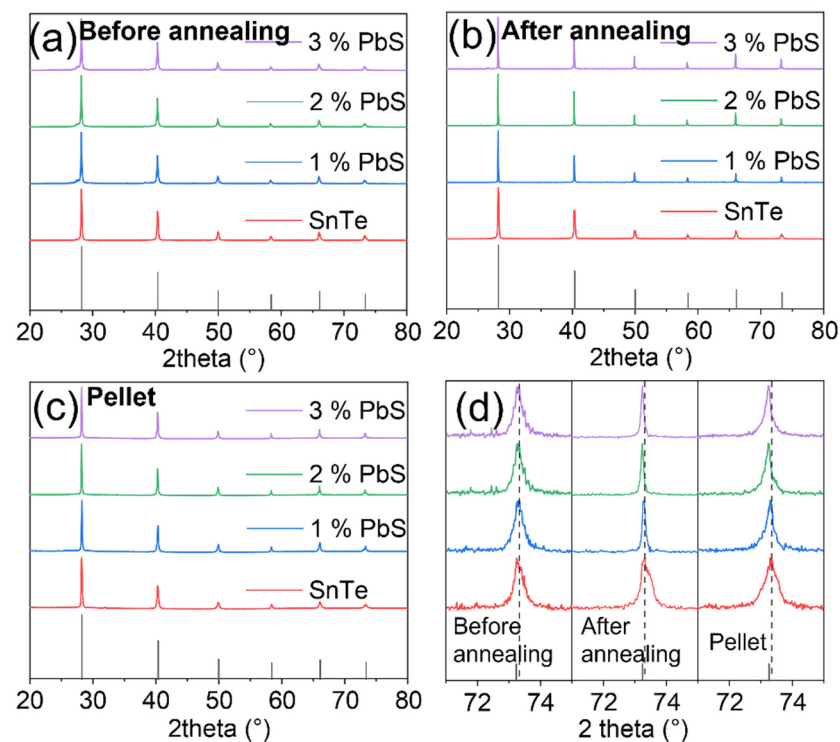 (a) Before annealing
3 % PbS
2 % PbS
1 % PbS
SnTe
20 30 40 50 60 70 80
2theta (°)
(b) After annealing
3 % PbS
2 % PbS
1 % PbS
SnTe
20 30 40 50 60 70 80
2theta (°)
(c) Pellet
3 % PbS
2 % PbS
1 % PbS
SnTe
20 30 40 50 60 70 80
2theta (°)
(d)
Before
annealing
After
annealing
Pellet
72 74 72 74 72 74
2 theta (°)